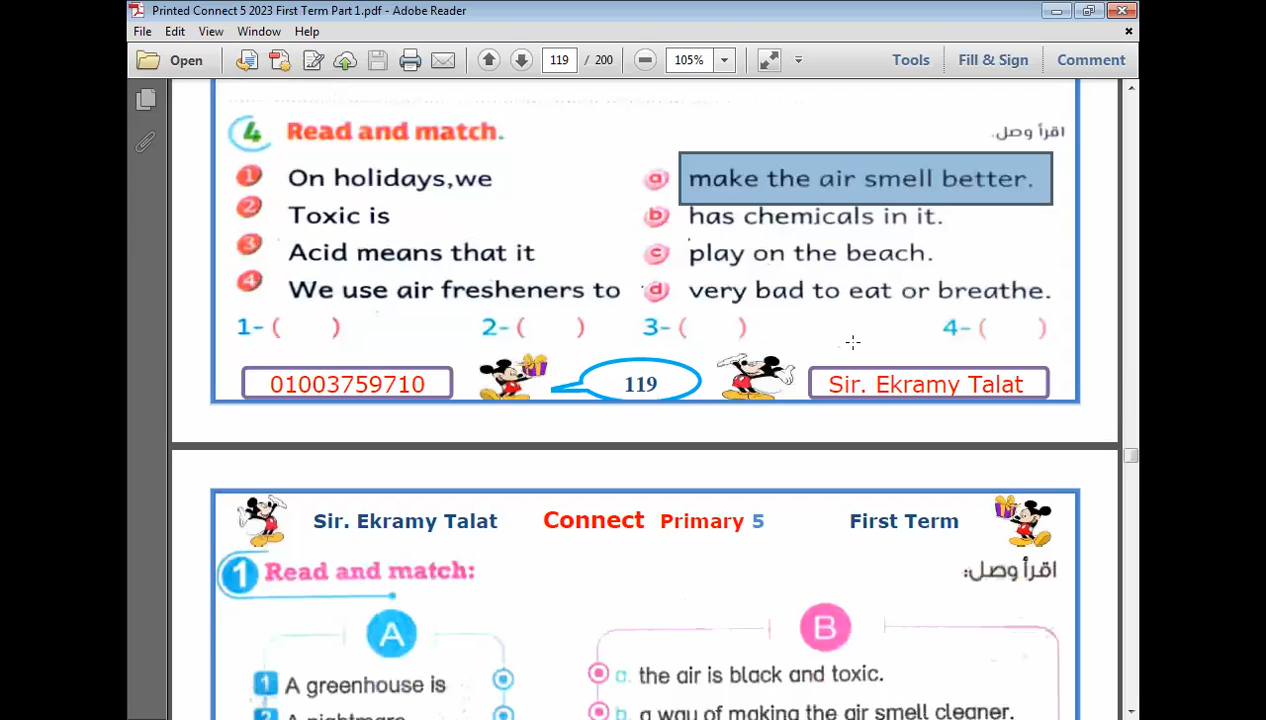 Printed Connect 5 2023 First Term Part 1.pdf - Adobe Reader
File Edit View Window Help
Open 119 / 200 105% Tools Fill & Sign Comment
4 Read and match. اقرأ وصل.
1 On holidays,we a make the air smell better.
2 Toxic is b has chemicals in it.
3 Acid means that it c play on the beach.
4 We use air fresheners to d very bad to eat or breathe.
1- ( ) 2- ( ) 3- ( ) 4- ( )
01003759710 119 Sir. Ekramy Talat
Sir. Ekramy Talat Connect Primary 5 First Term
1 Read and match: اقرأ وصل:
A B
1 A greenhouse is a. the air is black and toxic.
2 A nightmare b. a way of making the air smell cleaner.